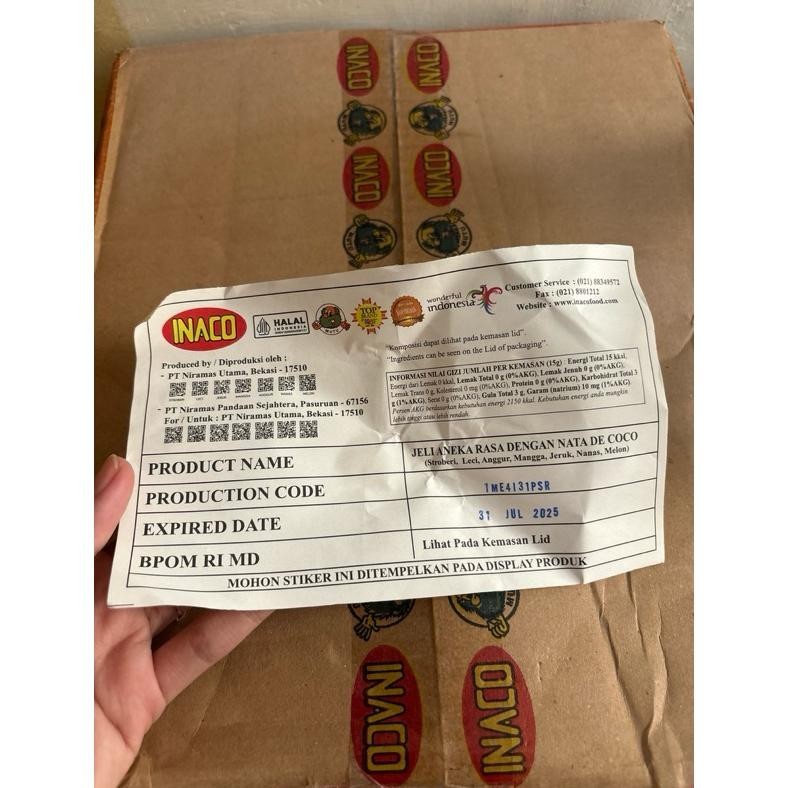 INACO
INACO
INACO
INACO
INACO
HALAL
INDONESIA
TOP
BRAND
wonderful
indonesia
Customer Service : (021) 88349572
Fax : (021) 8801212
Website : www.inacofood.com
"Komposisi dapat dilihat pada kemasan lid".
"Ingredients can be seen on the Lid of packaging".
Produced by / Diproduksi oleh :
- PT Niramas Utama, Bekasi - 17510
- PT Niramas Pandaan Sejahtera, Pasuruan - 67156
For / Untuk : PT Niramas Utama, Bekasi - 17510
INFORMASI NILAI GIZI JUMLAH PER KEMASAN (15g) : Energi Total 15 kkal,
Energi dari Lemak 0 kkal, Lemak Total 0 g (0%AKG), Lemak Jenuh 0 g (0%AKG),
Lemak Trans 0 g, Kolesterol 0 mg (0%AKG), Protein 0 g (0%AKG), Karbohidrat Total 3
g (1%AKG), Serat 0 g (0%AKG), Gula Total 3 g, Garam (natrium) 10 mg (1%AKG)
Persen AKG berdasarkan kebutuhan energi 2150 kkal. Kebutuhan energi anda mungkin
lebih tinggi atau lebih rendah.
PRODUCT NAME
JELI ANEKA RASA DENGAN NATA DE COCO
(Stroberi, Leci, Anggur, Mangga, Jeruk, Nanas, Melon)
PRODUCTION CODE
1ME4I31PSR
EXPIRED DATE
31 JUL 2025
BPOM RI MD
Lihat Pada Kemasan Lid
MOHON STIKER INI DITEMPELKAN PADA DISPLAY PRODUK
INACO
INACO